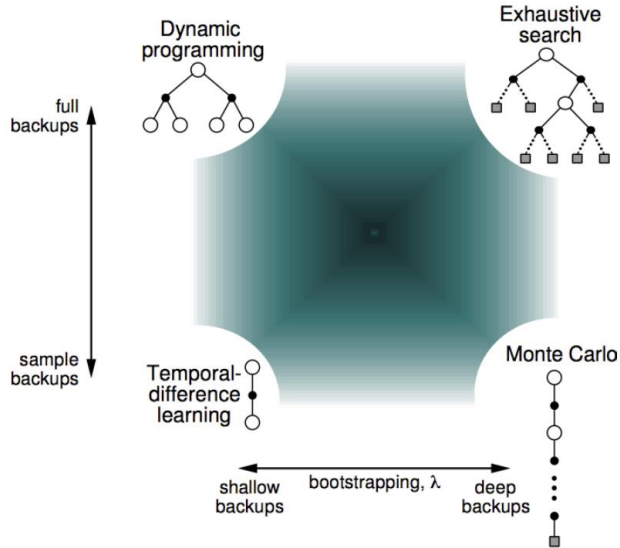 Dynamic
programming
Exhaustive
search
full
backups
sample
backups
Temporal-
difference
learning
Monte Carlo
bootstrapping, λ
shallow
backups
deep
backups